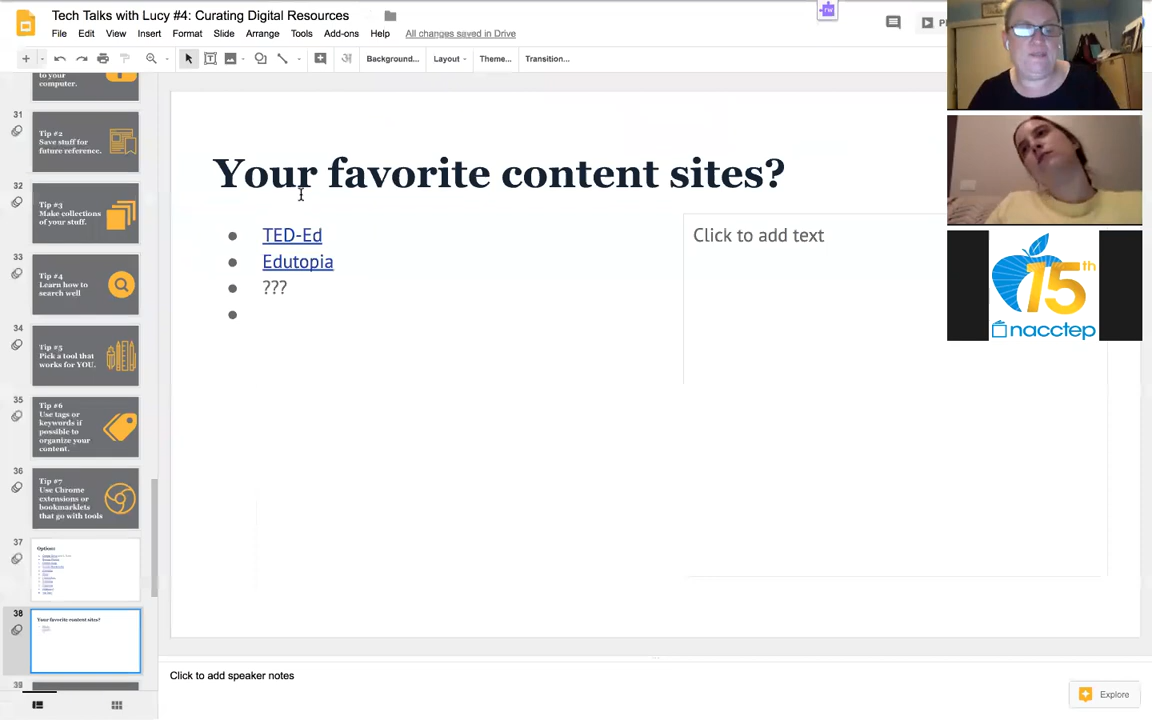 Tech Talks with Lucy #4: Curating Digital Resources
File Edit View Insert Format Slide Arrange Tools Add-ons Help All changes saved in Drive
Background... Layout Theme... Transition...
to your
computer.
31
Tip #2
Save stuff for
future reference.
32
Tip #3
Make collections
of your stuff.
33
Tip #4
Learn how to
search well
34
Tip #5
Pick a tool that
works for YOU.
35
Tip #6
Use tags or
keywords if
possible to
organize your
content.
36
Tip #7
Use Chrome
extensions or
bookmarklets
that go with tools
37
Options
38
Your favorite content sites?
39
Your favorite content sites?
TED-Ed
Edutopia
???
Click to add text
15th
nacctep
Click to add speaker notes
Explore